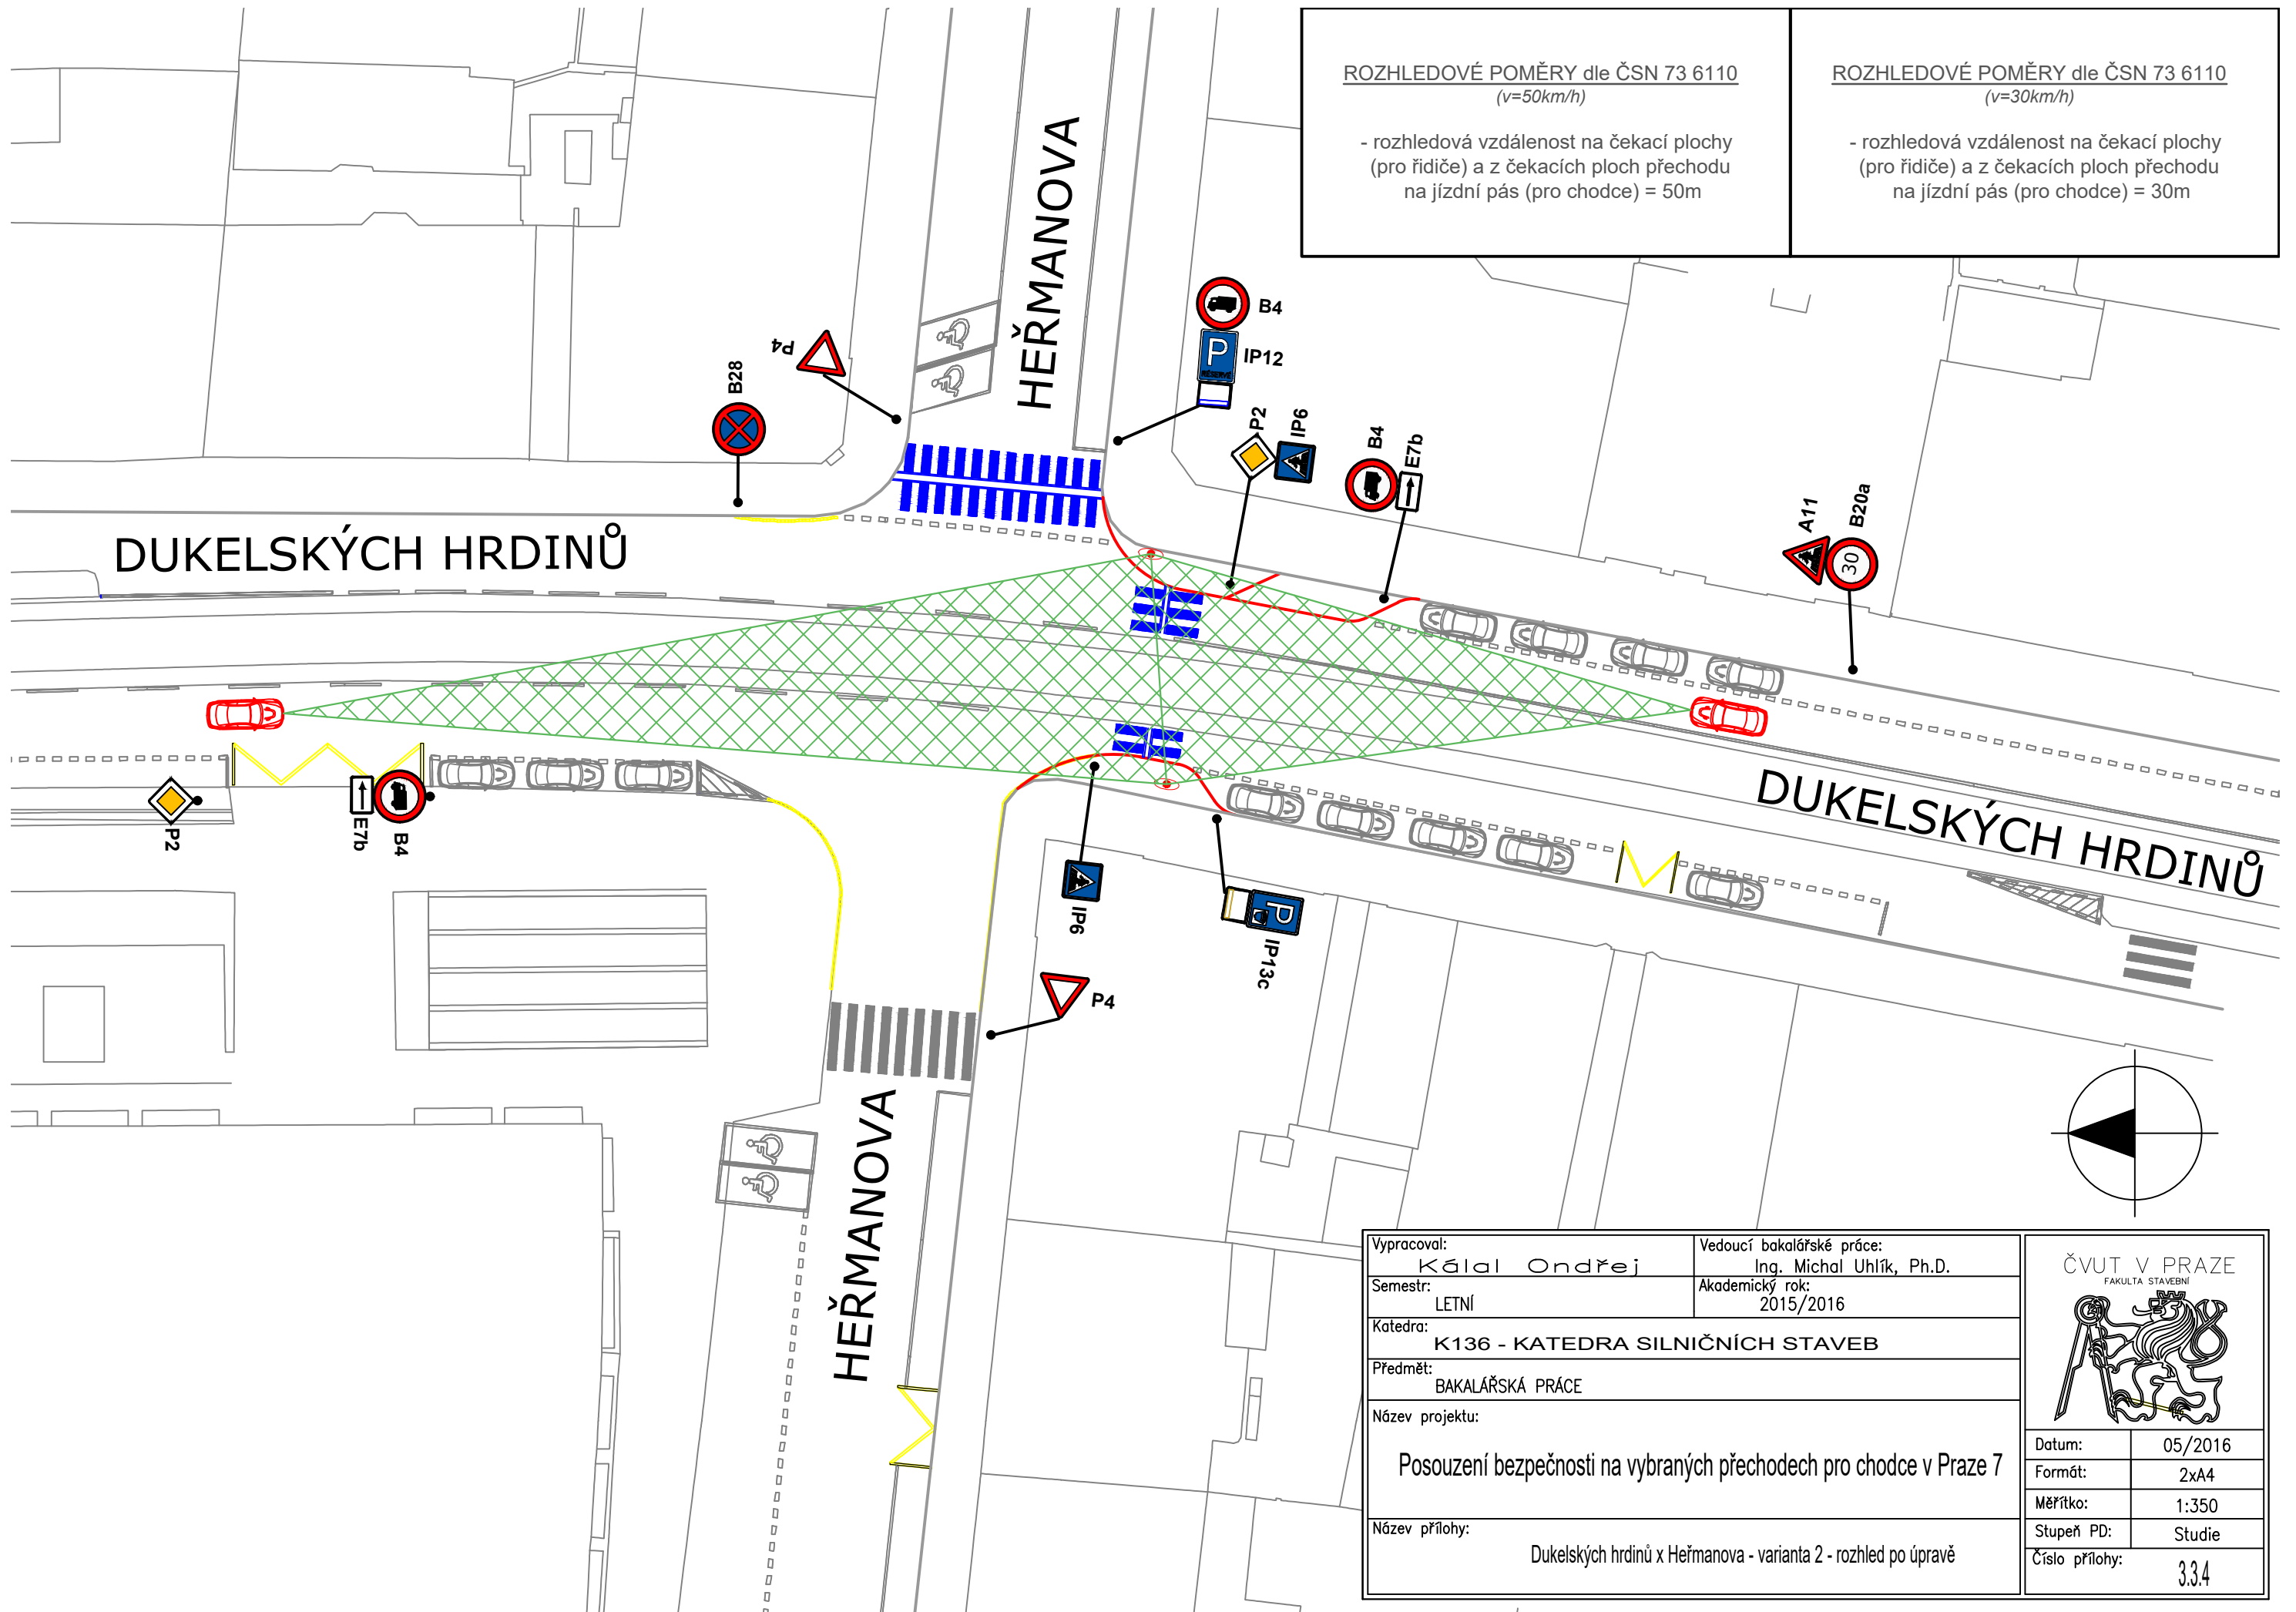 ROZHLEDOVÉ POMĚRY dle ČSN 73 6110
(v=50km/h)
- rozhledová vzdálenost na čekací plochy
(pro řidiče) a z čekacích ploch přechodu
na jízdní pás (pro chodce) = 50m
ROZHLEDOVÉ POMĚRY dle ČSN 73 6110
(v=30km/h)
- rozhledová vzdálenost na čekací plochy
(pro řidiče) a z čekacích ploch přechodu
na jízdní pás (pro chodce) = 30m
HEŘMANOVA
B4
P
RÉSERVÉ
IP12
P4
B28
P2
IP6
B4
E7b
A11
B20a
30
DUKELSKÝCH HRDINŮ
DUKELSKÝCH HRDINŮ
P2
E7b
B4
IP6
P
IP13c
P4
HEŘMANOVA
Vypracoval:
Kálal Ondřej
Vedoucí bakalářské práce:
Ing. Michal Uhlík, Ph.D.
Semestr:
LETNÍ
Akademický rok:
2015/2016
Katedra:
K136 - KATEDRA SILNIČNÍCH STAVEB
Předmět:
BAKALÁŘSKÁ PRÁCE
Název projektu:
Posouzení bezpečnosti na vybraných přechodech pro chodce v Praze 7
Název přílohy:
Dukelských hrdinů x Heřmanova - varianta 2 - rozhled po úpravě
ČVUT V PRAZE
FAKULTA STAVEBNÍ
Datum:
05/2016
Formát:
2xA4
Měřítko:
1:350
Stupeň PD:
Studie
Číslo přílohy:
3.3.4